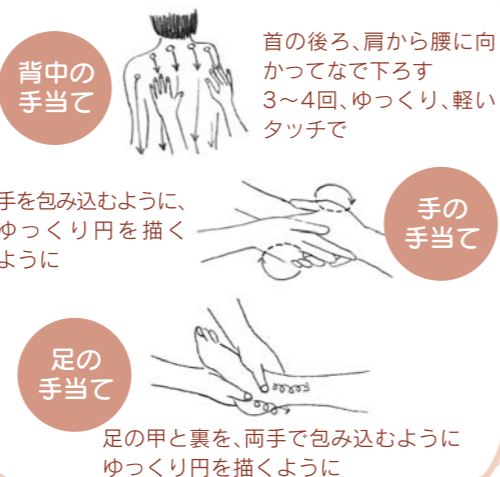 背中の
手当て
首の後ろ、肩から腰に向
かってなで下ろす
3〜4回、ゆっくり、軽い
タッチで
手を包み込むように、
ゆっくり円を描く
ように
手の
手当て
足の
手当て
足の甲と裏を、両手で包み込むように
ゆっくり円を描くように